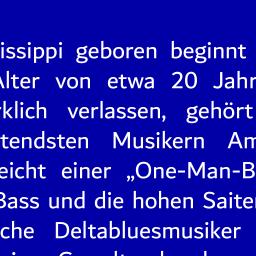 issippi geboren beginnt
Alter von etwa 20 Jahr
rklich verlassen, gehört
tendsten Musikern Am
eicht einer „One-Man-B
Bass und die hohen Saite
che Deltabluesmusiker